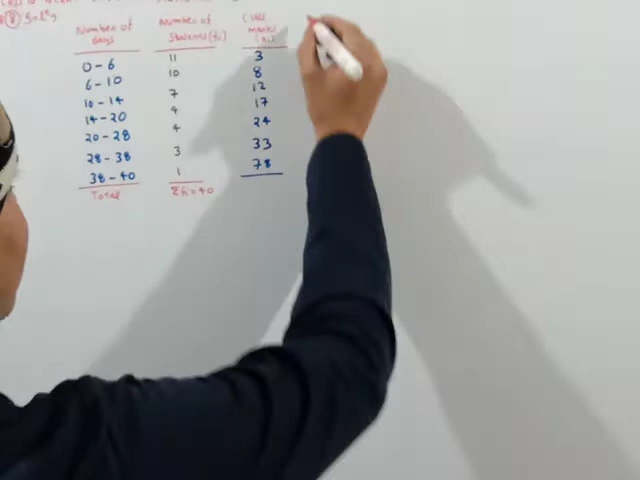 Number of days Number of Students (fi) Class marks (xi)
0-6 11 3
6-10 10 8
10-14 7 12
14-20 4 17
20-28 4 24
28-38 3 33
38-40 1 78
Total Σfi=40